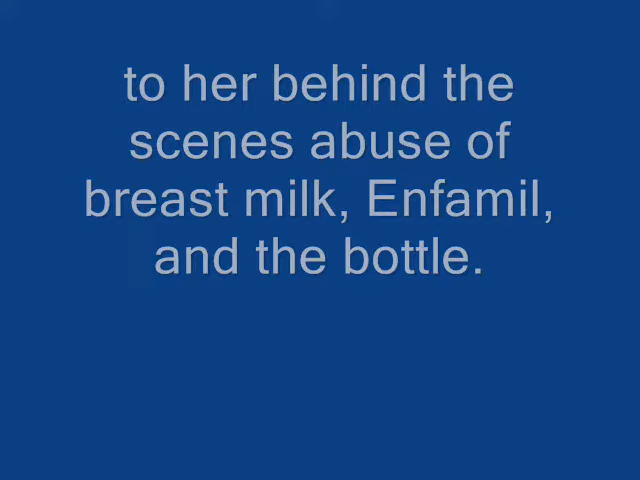 to her behind the
scenes abuse of
breast milk, Enfamil,
and the bottle.